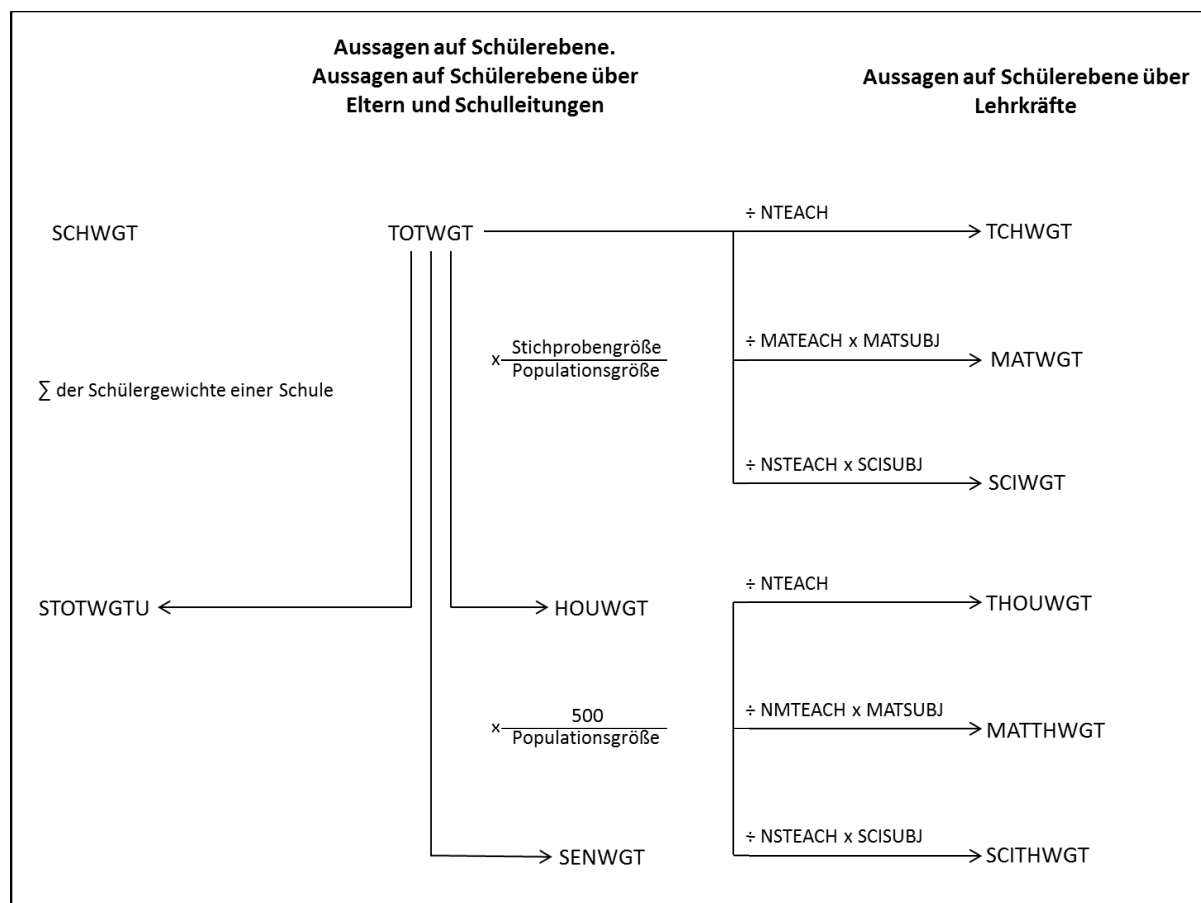 Aussagen auf Schülerebene.
Aussagen auf Schülerebene über
Eltern und Schulleitungen
Aussagen auf Schülerebene über
Lehrkräfte
÷ NTEACH
SCHWGT
TOTWGT
TCHWGT
x Stichprobengröße
Populationsgröße
÷ MATEACH x MATSUBJ
MATWGT
∑ der Schülergewichte einer Schule
÷ NSTEACH x SCISUBJ
SCIWGT
÷ NTEACH
STOTWGTU
HOUWGT
THOUWGT
x 500
Populationsgröße
÷ NMTEACH x MATSUBJ
MATTHWGT
÷ NSTEACH x SCISUBJ
SENWGT
SCITHWGT